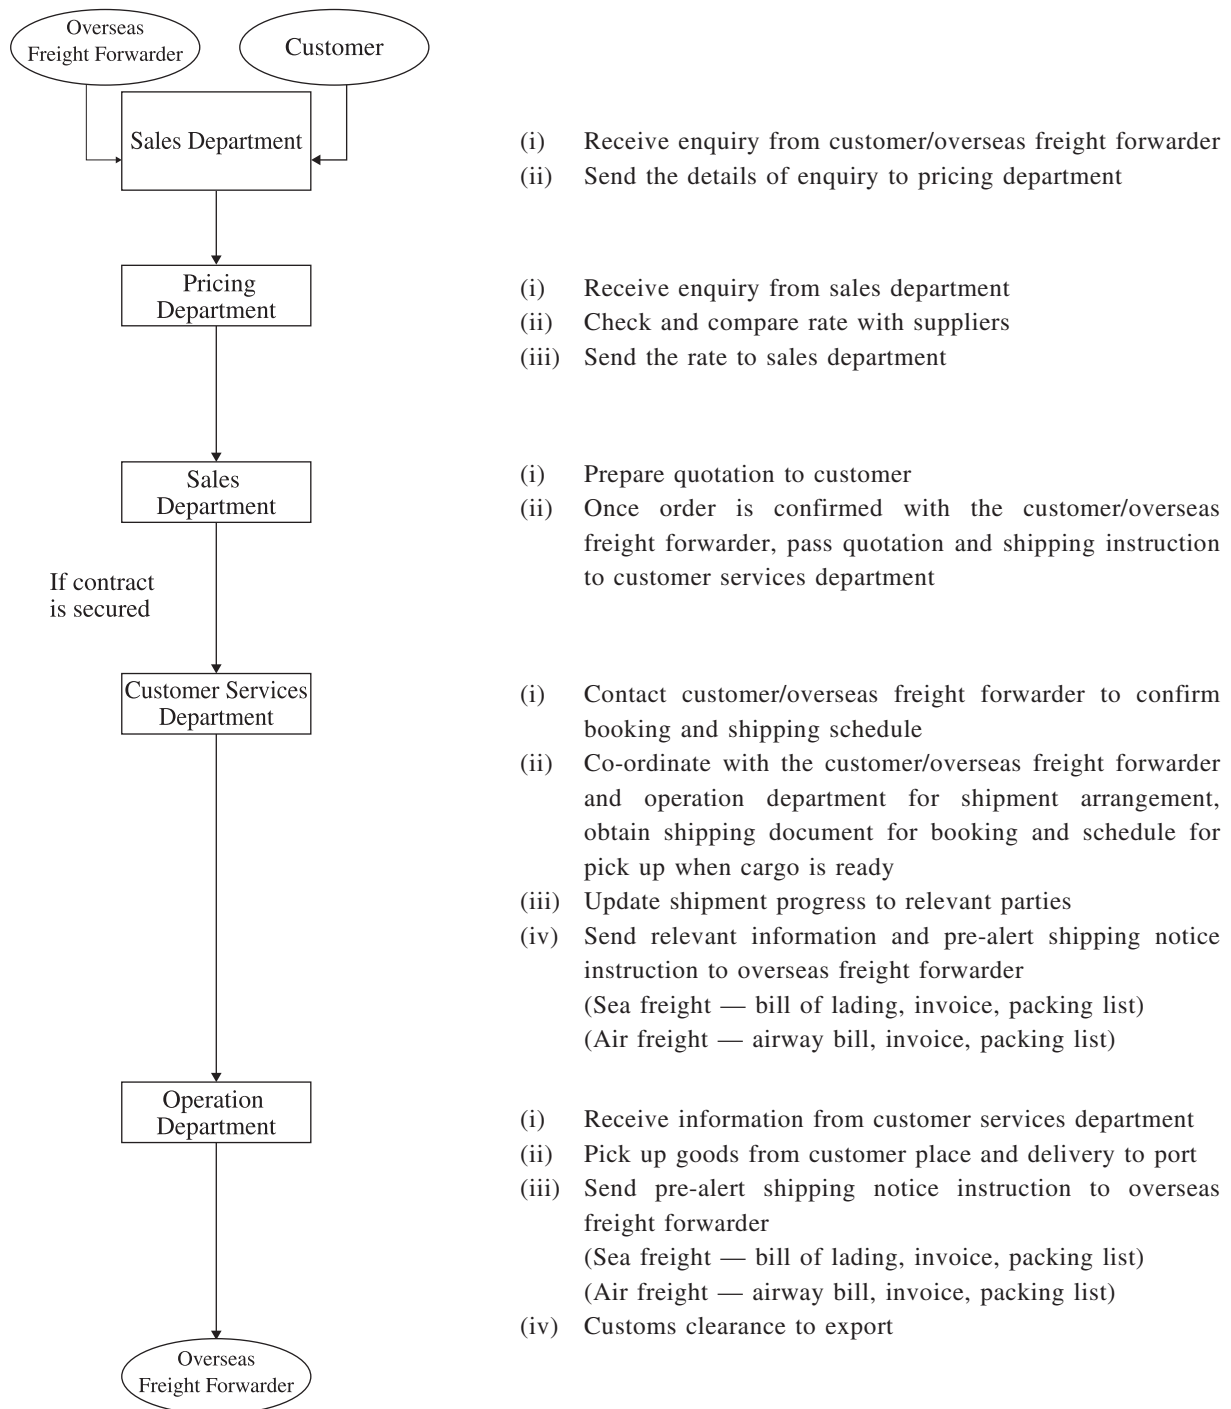 Overseas
Freight Forwarder
Customer
Sales Department
(i) Receive enquiry from customer/overseas freight forwarder
(ii) Send the details of enquiry to pricing department
Pricing
Department
(i) Receive enquiry from sales department
(ii) Check and compare rate with suppliers
(iii) Send the rate to sales department
Sales
Department
(i) Prepare quotation to customer
(ii) Once order is confirmed with the customer/overseas
freight forwarder, pass quotation and shipping instruction
to customer services department
If contract
is secured
Customer Services
Department
(i) Contact customer/overseas freight forwarder to confirm
booking and shipping schedule
(ii) Co-ordinate with the customer/overseas freight forwarder
and operation department for shipment arrangement,
obtain shipping document for booking and schedule for
pick up when cargo is ready
(iii) Update shipment progress to relevant parties
(iv) Send relevant information and pre-alert shipping notice
instruction to overseas freight forwarder
(Sea freight — bill of lading, invoice, packing list)
(Air freight — airway bill, invoice, packing list)
Operation
Department
(i) Receive information from customer services department
(ii) Pick up goods from customer place and delivery to port
(iii) Send pre-alert shipping notice instruction to overseas
freight forwarder
(Sea freight — bill of lading, invoice, packing list)
(Air freight — airway bill, invoice, packing list)
(iv) Customs clearance to export
Overseas
Freight Forwarder